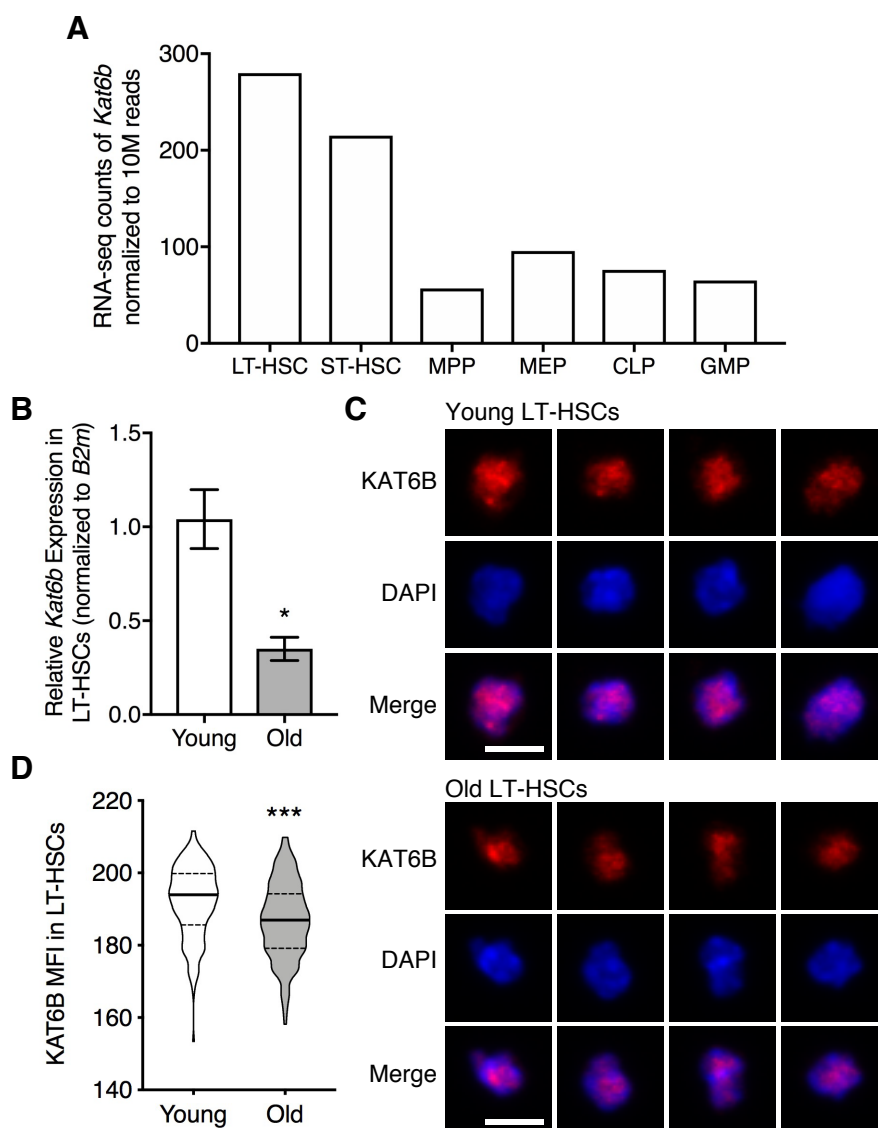 A
RNA-seq counts of Kat6b
normalized to 10M reads
300
200
100
0
LT-HSC ST-HSC MPP MEP CLP GMP
B
Relative Kat6b Expression in
LT-HSCs (normalized to B2m)
1.5
1.0
0.5
0.0
*
Young Old
C
Young LT-HSCs
KAT6B
DAPI
Merge
Old LT-HSCs
KAT6B
DAPI
Merge
D
KAT6B MFI in LT-HSCs
220
200
180
160
140
***
Young Old